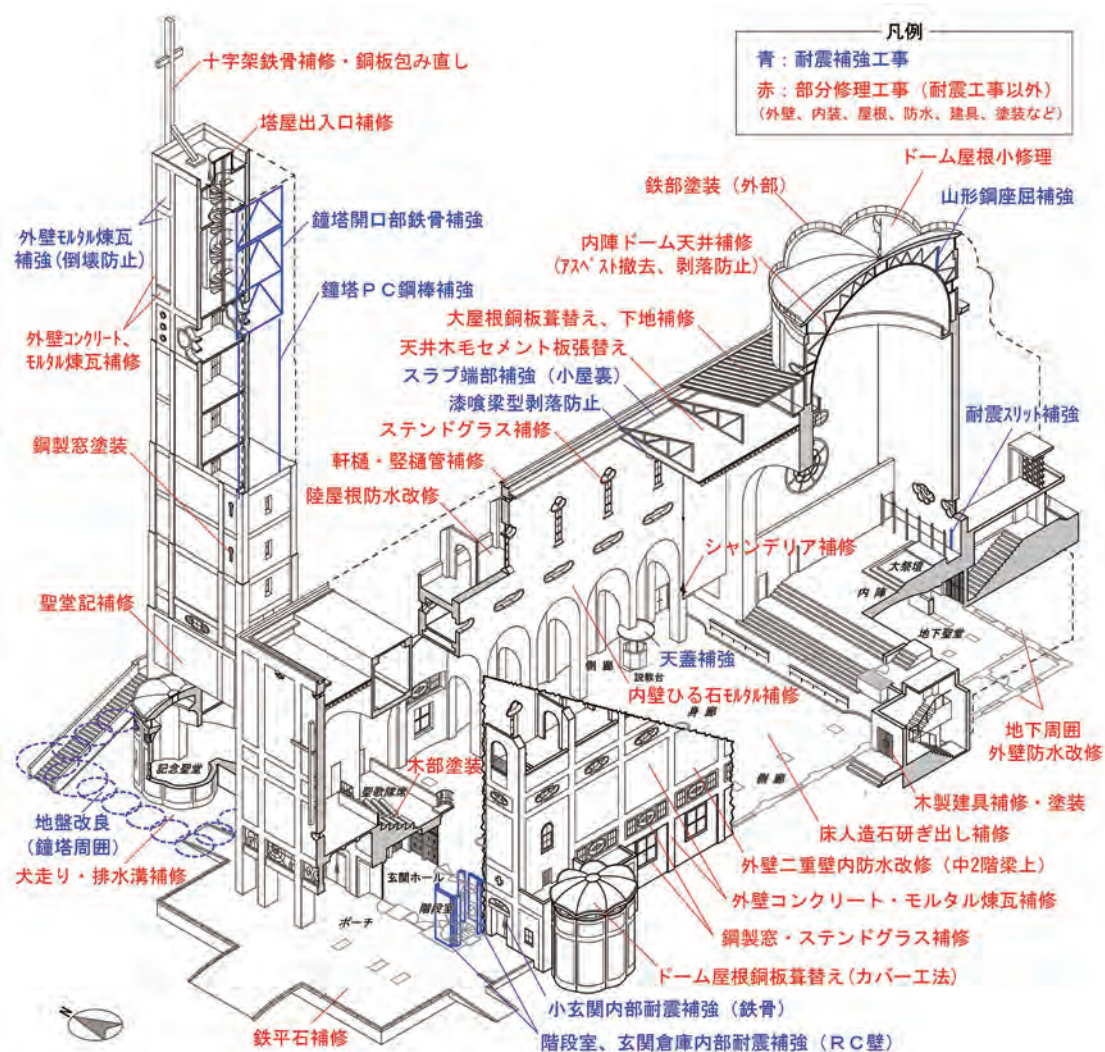 凡例
青：耐震補強工事
赤：部分修理工事（耐震工事以外）
（外壁、内装、屋根、防水、建具、塗装など）
十字架鉄骨補修・銅板包み直し
塔屋出入口補修
ドーム屋根小修理
鉄部塗装（外部）
山形鋼座屈補強
外壁ﾓﾙﾀﾙ煉瓦
補強(倒壊防止)
鐘塔開口部鉄骨補強
内陣ドーム天井補修
(ｱｽﾍﾞｽﾄ撤去、剥落防止)
鐘塔ＰＣ鋼棒補強
大屋根銅板葺替え、下地補修
外壁ｺﾝｸﾘｰﾄ、
ﾓﾙﾀﾙ煉瓦補修
天井木毛セメント板張替え
スラブ端部補強（小屋裏）
漆喰梁型剥落防止
耐震ｽﾘｯﾄ補強
ステンドグラス補修
鋼製窓塗装
軒樋・竪樋管補修
陸屋根防水改修
シャンデリア補修
大祭壇
内陣
聖堂記補修
地下聖堂
天蓋補強
側廊
説教台
内壁ひる石ﾓﾙﾀﾙ補修
身廊
地下周囲
外壁防水改修
記念聖堂
木部塗装
聖歌隊席
側廊
木製建具補修・塗装
地盤改良
(鐘塔周囲)
床人造石研ぎ出し補修
犬走り・排水溝補修
外壁二重壁内防水改修（中2階梁上）
玄関ホール
階段室
外壁コンクリート・モルタル煉瓦補修
ポーチ
鋼製窓・ステンドグラス補修
ドーム屋根銅板葺替え(カバー工法)
N
小玄関内部耐震補強（鉄骨）
鉄平石補修
階段室、玄関倉庫内部耐震補強（ＲＣ壁）